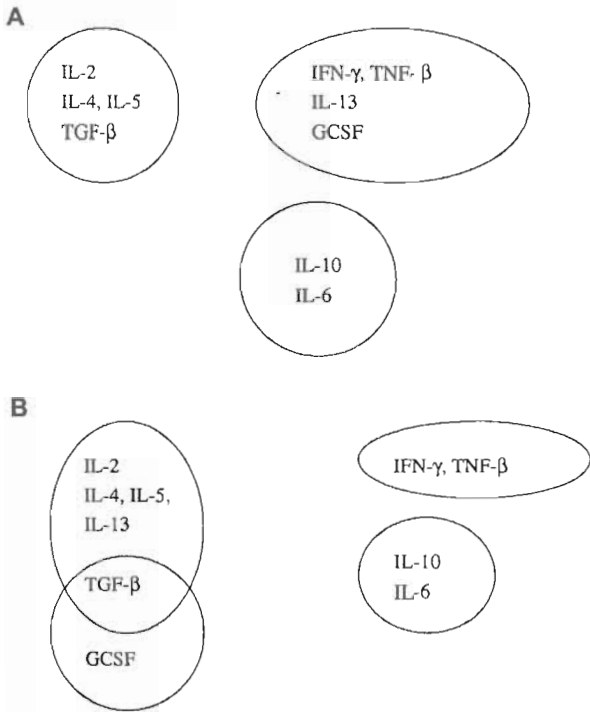 A
IL-2
IL-4, IL-5
TGF-β
IFN-γ, TNF- β
IL-13
GCSF
IL-10
IL-6
B
IL-2
IL-4, IL-5,
IL-13
TGF-β
GCSF
IFN-γ, TNF-β
IL-10
IL-6